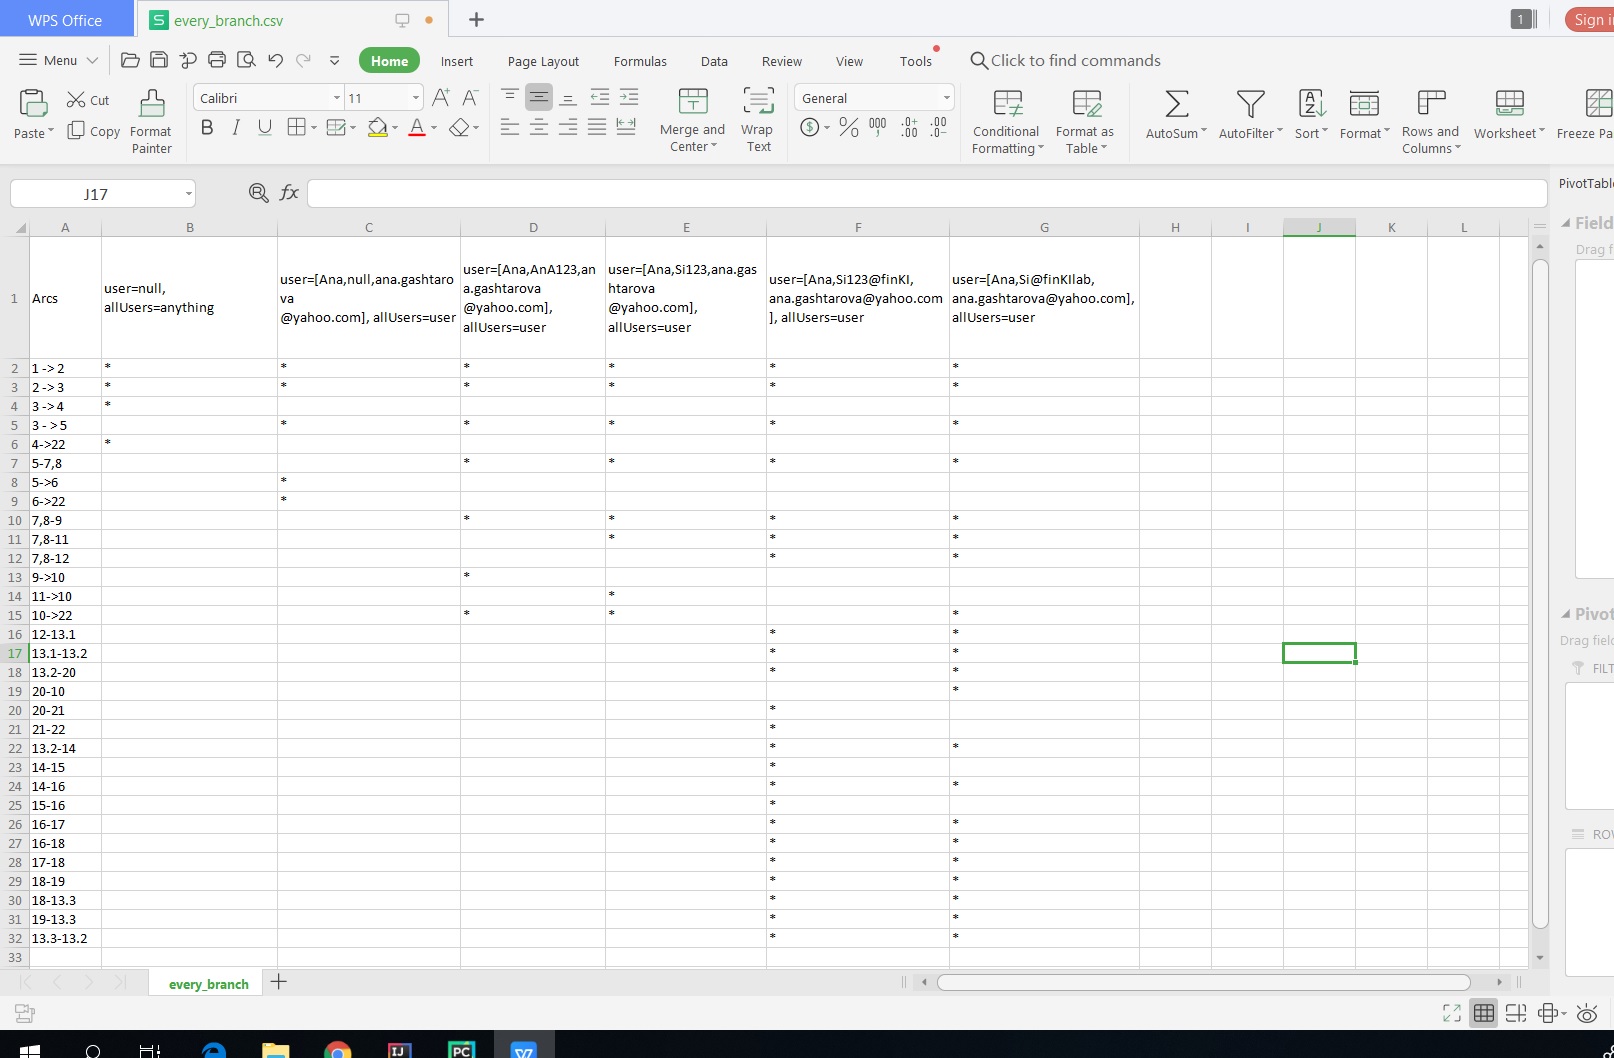 WPS Office
S every_branch.csv
1
Sign i
Menu
Home
Insert
Page Layout
Formulas
Data
Review
View
Tools
Click to find commands
Paste
Cut
Copy
Format
Painter
Calibri
11
A+ A-
B I U A
Merge and
Center
Wrap
Text
General
Conditional
Formatting
Format as
Table
AutoSum
AutoFilter
Sort
Format
Rows and
Columns
Worksheet
Freeze Pa
J17
fx
PivotTabl
Field
Drag f
A B C D E F G H I J K L
1 Arcs
user=null,
allUsers=anything
user=[Ana,null,ana.gashtaro
va
@yahoo.com], allUsers=user
user=[Ana,AnA123,an
a.gashtarova
@yahoo.com],
allUsers=user
user=[Ana,Si123,ana.gas
htarova
@yahoo.com],
allUsers=user
user=[Ana,Si123@finKI,
ana.gashtarova@yahoo.com
], allUsers=user
user=[Ana,Si@finKIlab,
ana.gashtarova@yahoo.com],
allUsers=user
2 1 -> 2 * * * * * *
3 2 -> 3 * * * * * *
4 3 -> 4 *
5 3 - > 5 * * * * *
6 4->22 *
7 5-7,8 * * * *
8 5->6 *
9 6->22 *
10 7,8-9 * * * *
11 7,8-11 * * *
12 7,8-12 * *
13 9->10 *
14 11->10 *
15 10->22 * * *
16 12-13.1 * *
17 13.1-13.2 * *
18 13.2-20 * *
19 20-10 *
20 20-21 *
21 21-22 *
22 13.2-14 * *
23 14-15 *
24 14-16 * *
25 15-16 *
26 16-17 * *
27 16-18 * *
28 17-18 * *
29 18-19 * *
30 18-13.3 * *
31 19-13.3 * *
32 13.3-13.2 * *
33
Pivot
Drag field
FILT
ROV
every_branch
IJ
PC